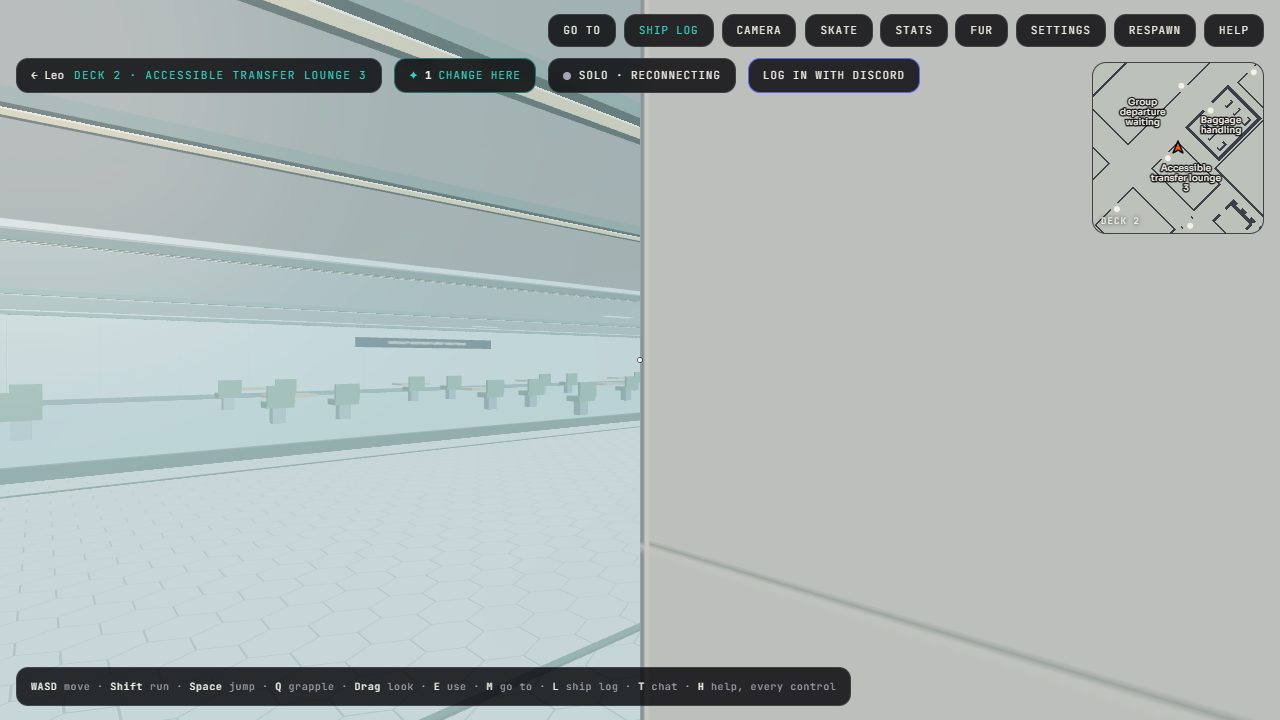 GO TO
SHIP LOG
CAMERA
SKATE
STATS
FUR
SETTINGS
RESPAWN
HELP
← Leo DECK 2 · ACCESSIBLE TRANSFER LOUNGE 3
✦ 1 CHANGE HERE
SOLO · RECONNECTING
LOG IN WITH DISCORD
Group
departure
waiting
Baggage
handling
Accessible
transfer lounge
3
DECK 2
WASD move · Shift run · Space jump · Q grapple · Drag look · E use · M go to · L ship log · T chat · H help, every control